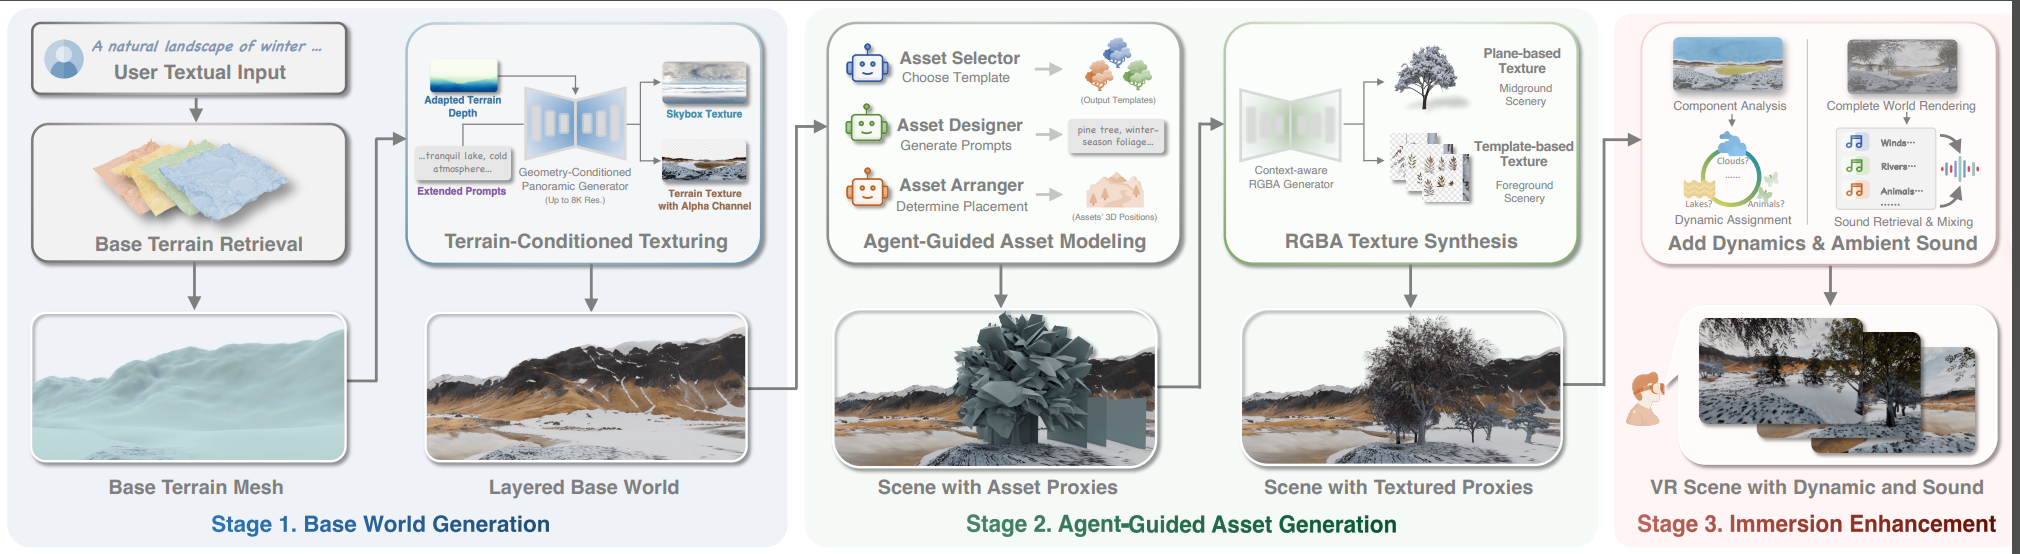 A natural landscape of winter ...
User Textual Input
Base Terrain Retrieval
Base Terrain Mesh
Adapted Terrain
Depth
...tranquil lake, cold
atmosphere...
Extended Prompts
Geometry-Conditioned
Panoramic Generator
(Up to 8K Res.)
Skybox Texture
Terrain Texture
with Alpha Channel
Terrain-Conditioned Texturing
Layered Base World
Stage 1. Base World Generation
Asset Selector
Choose Template
(Output Templates)
Asset Designer
Generate Prompts
pine tree, winter-
season foliage...
Asset Arranger
Determine Placement
(Assets' 3D Positions)
Agent-Guided Asset Modeling
Scene with Asset Proxies
Context-aware
RGBA Generator
Plane-based
Texture
Midground
Scenery
Template-based
Texture
Foreground
Scenery
RGBA Texture Synthesis
Scene with Textured Proxies
Stage 2. Agent-Guided Asset Generation
Component Analysis
Clouds?
......
Lakes?
Animals?
Dynamic Assignment
Complete World Rendering
Winds...
Rivers...
Animals...
......
Sound Retrieval & Mixing
Add Dynamics & Ambient Sound
VR Scene with Dynamic and Sound
Stage 3. Immersion Enhancement